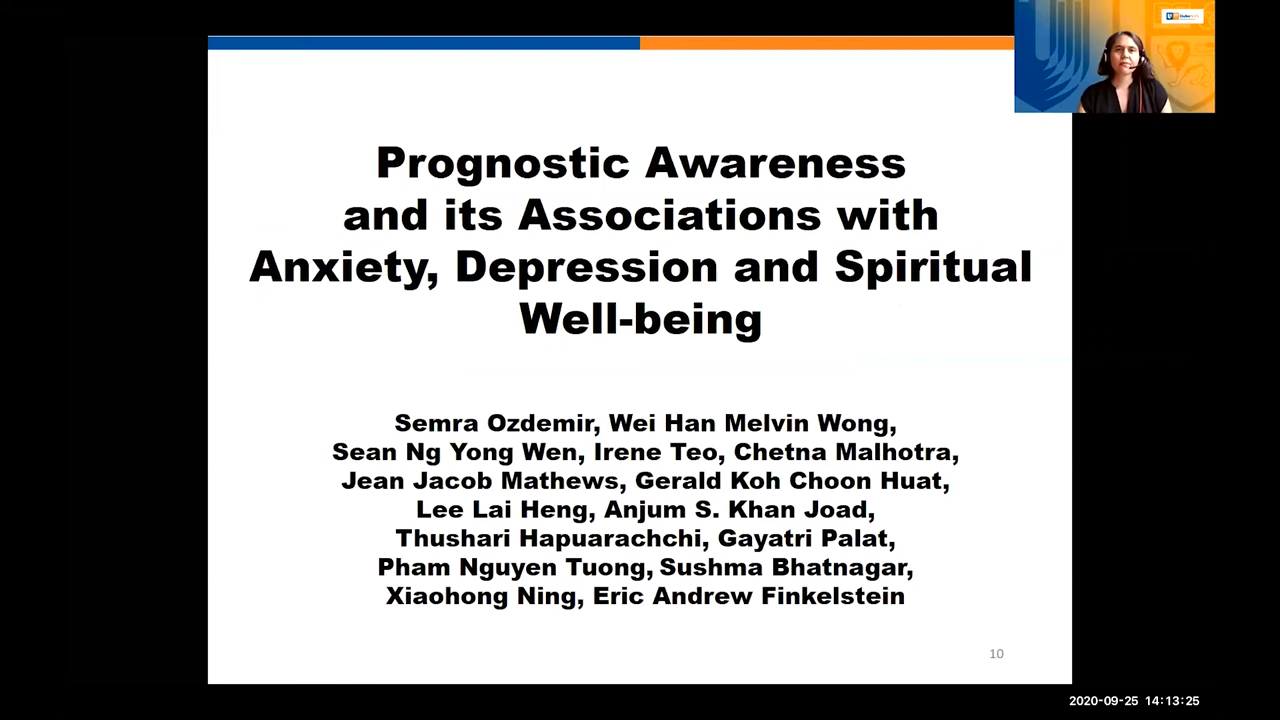 Prognostic Awareness
and its Associations with
Anxiety, Depression and Spiritual
Well-being
Semra Ozdemir, Wei Han Melvin Wong,
Sean Ng Yong Wen, Irene Teo, Chetna Malhotra,
Jean Jacob Mathews, Gerald Koh Choon Huat,
Lee Lai Heng, Anjum S. Khan Joad,
Thushari Hapuarachchi, Gayatri Palat,
Pham Nguyen Tuong, Sushma Bhatnagar,
Xiaohong Ning, Eric Andrew Finkelstein
10
2020-09-25 14:13:25